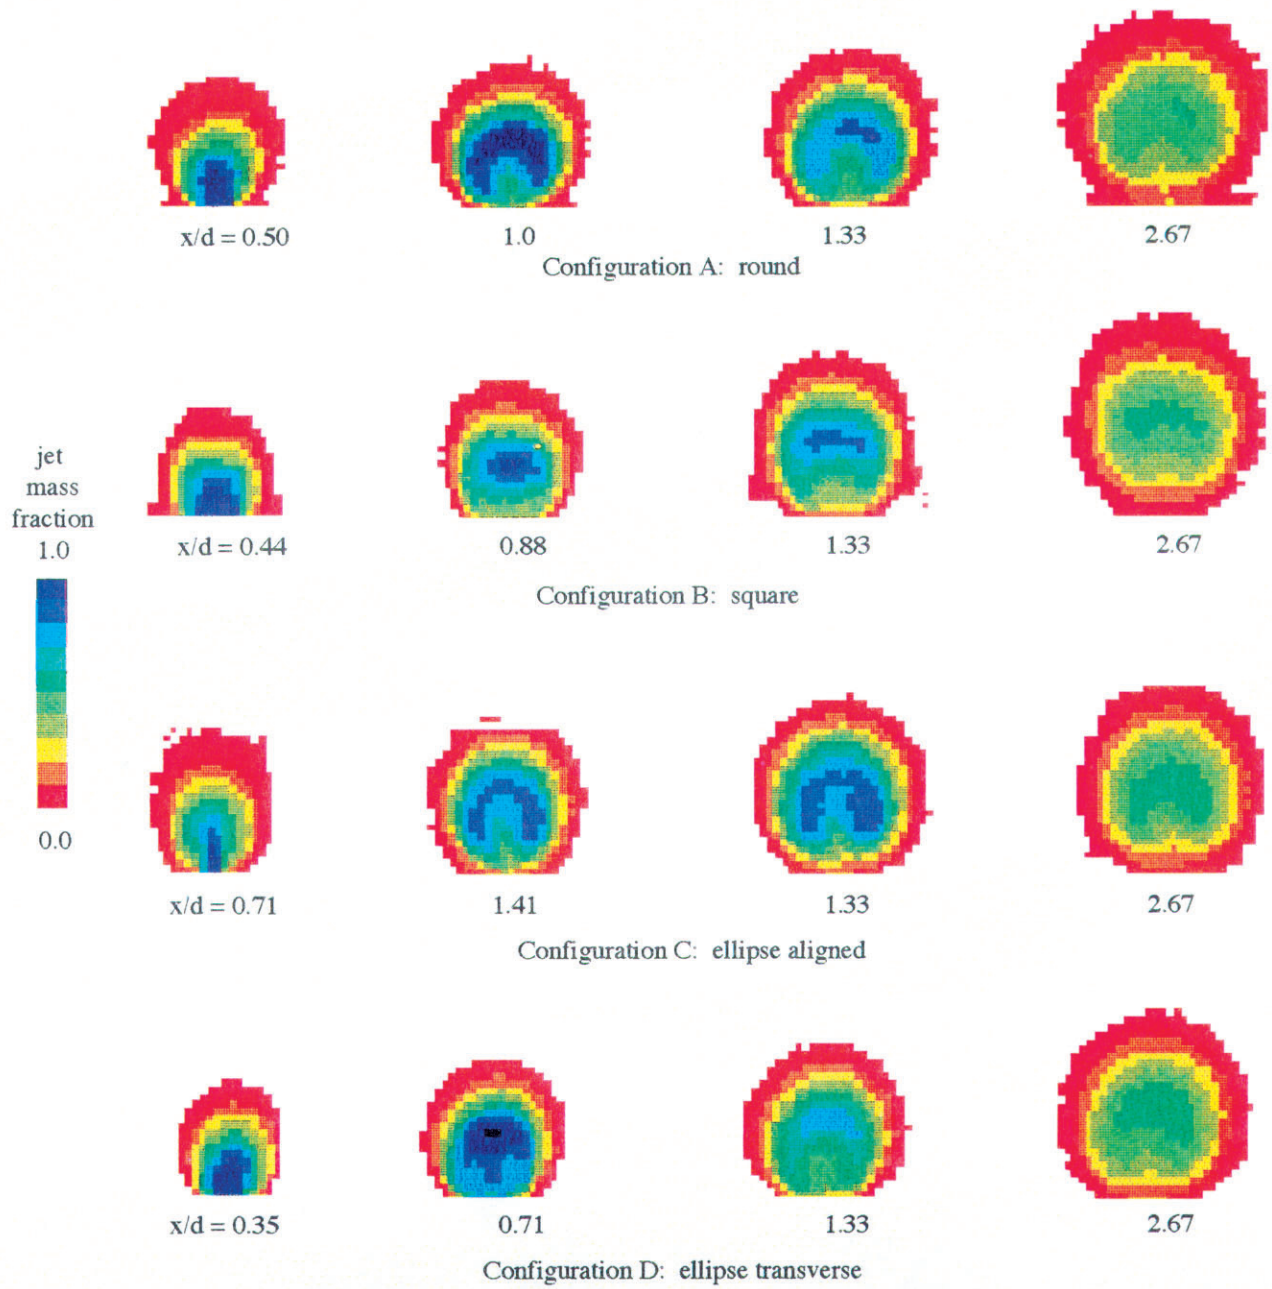 x/d = 0.50 1.0 1.33 2.67
Configuration A: round
jet
mass
fraction
1.0
0.0
x/d = 0.44 0.88 1.33 2.67
Configuration B: square
x/d = 0.71 1.41 1.33 2.67
Configuration C: ellipse aligned
x/d = 0.35 0.71 1.33 2.67
Configuration D: ellipse transverse